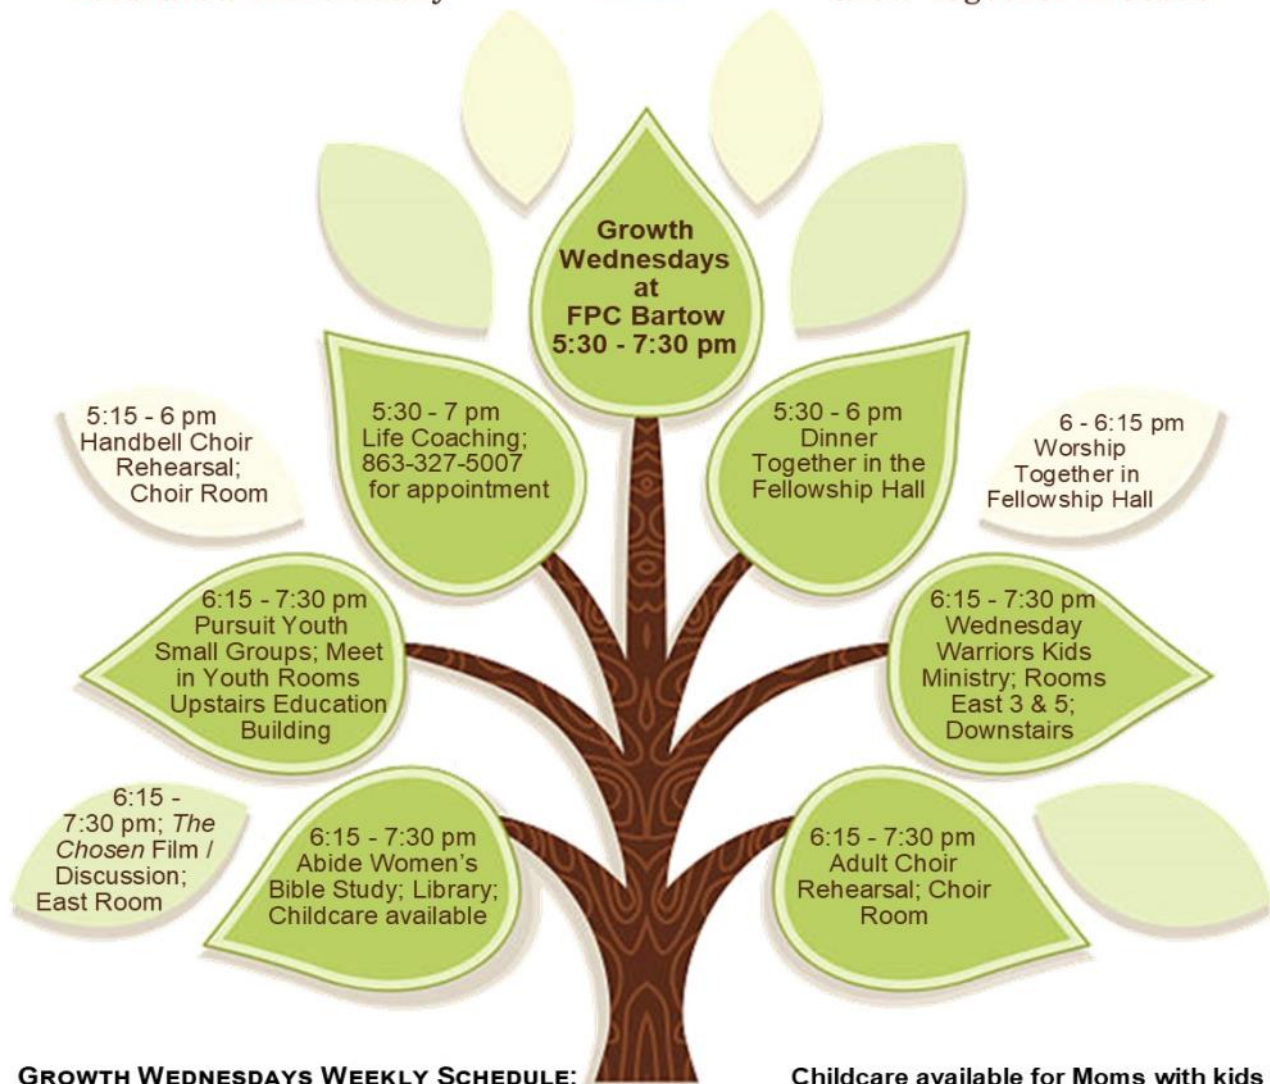 Growth
Wednesdays
at
FPC Bartow
5:30 - 7:30 pm
5:15 - 6 pm
Handbell Choir
Rehearsal;
Choir Room
5:30 - 7 pm
Life Coaching;
863-327-5007
for appointment
5:30 - 6 pm
Dinner
Together in the
Fellowship Hall
6 - 6:15 pm
Worship
Together in
Fellowship Hall
6:15 - 7:30 pm
Pursuit Youth
Small Groups; Meet
in Youth Rooms
Upstairs Education
Building
6:15 - 7:30 pm
Wednesday
Warriors Kids
Ministry; Rooms
East 3 & 5;
Downstairs
6:15 -
7:30 pm; The
Chosen Film /
Discussion;
East Room
6:15 - 7:30 pm
Abide Women's
Bible Study; Library;
Childcare available
6:15 - 7:30 pm
Adult Choir
Rehearsal; Choir
Room
GROWTH WEDNESDAYS WEEKLY SCHEDULE:
Childcare available for Moms with kids